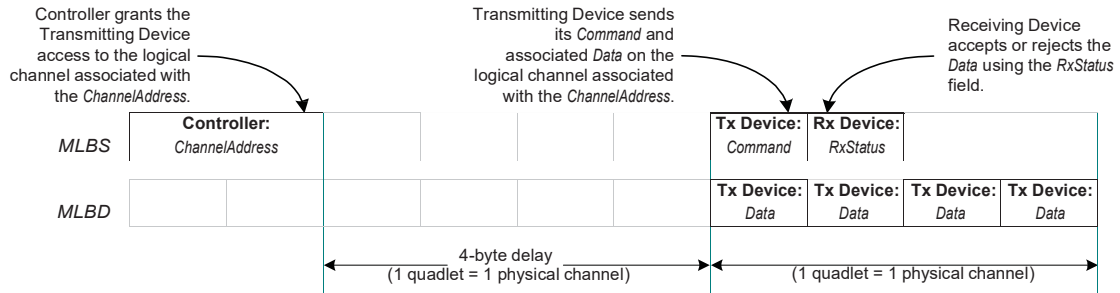 Controller grants the
Transmitting Device
access to the logical
channel associated with
the ChannelAddress.
Transmitting Device sends
its Command and
associated Data on the
logical channel associated
with the ChannelAddress.
Receiving Device
accepts or rejects the
Data using the RxStatus
field.
MLBS
Controller:
ChannelAddress
Tx Device:
Command
Rx Device:
RxStatus
MLBD
Tx Device:
Data
Tx Device:
Data
Tx Device:
Data
Tx Device:
Data
4-byte delay
(1 quadlet = 1 physical channel)
(1 quadlet = 1 physical channel)